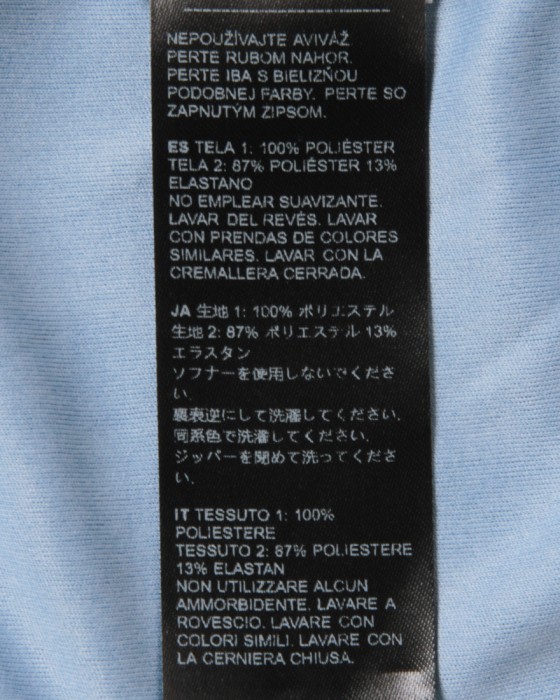 NEPOUŽÍVAJTE AVIVÁŽ.
PERTE RUBOM NAHOR.
PERTE IBA S BIELIZŇOU
PODOBNEJ FARBY. PERTE SO
ZAPNUTÝM ZIPSOM.
ES TELA 1: 100% POLIÉSTER
TELA 2: 87% POLIÉSTER 13%
ELASTANO
NO EMPLEAR SUAVIZANTE.
LAVAR DEL REVÉS. LAVAR
CON PRENDAS DE COLORES
SIMILARES. LAVAR CON LA
CREMALLERA CERRADA.
JA 生地 1: 100% ポリエステル
生地 2: 87% ポリエステル 13%
エラスタン
ソフナーを使用しないでくださ
い.
裏表逆にして洗濯してください.
同系色で洗濯してください.
ジッパーを閉めて洗ってくださ
い.
IT TESSUTO 1: 100%
POLIESTERE
TESSUTO 2: 87% POLIESTERE
13% ELASTAN
NON UTILIZZARE ALCUN
AMMORBIDENTE. LAVARE A
ROVESCIO. LAVARE CON
COLORI SIMILI. LAVARE CON
LA CERNIERA CHIUSA.